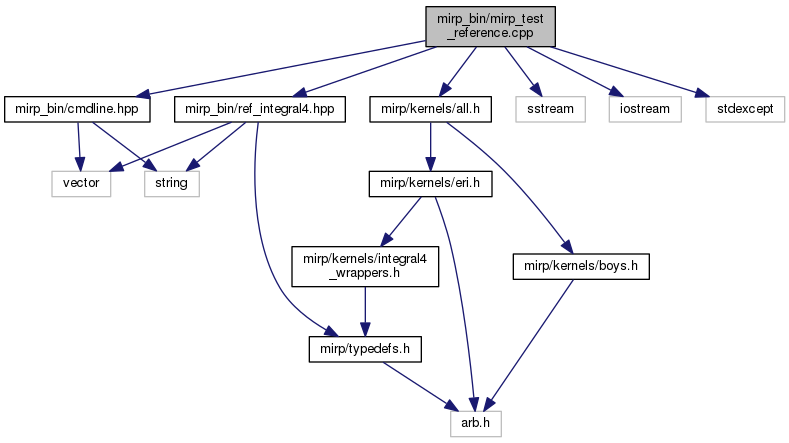 mirp_bin/mirp_test
_reference.cpp
mirp_bin/cmdline.hpp
mirp_bin/ref_integral4.hpp
mirp/kernels/all.h
sstream
iostream
stdexcept
vector
string
mirp/kernels/eri.h
mirp/kernels/integral4
_wrappers.h
mirp/kernels/boys.h
mirp/typedefs.h
arb.h